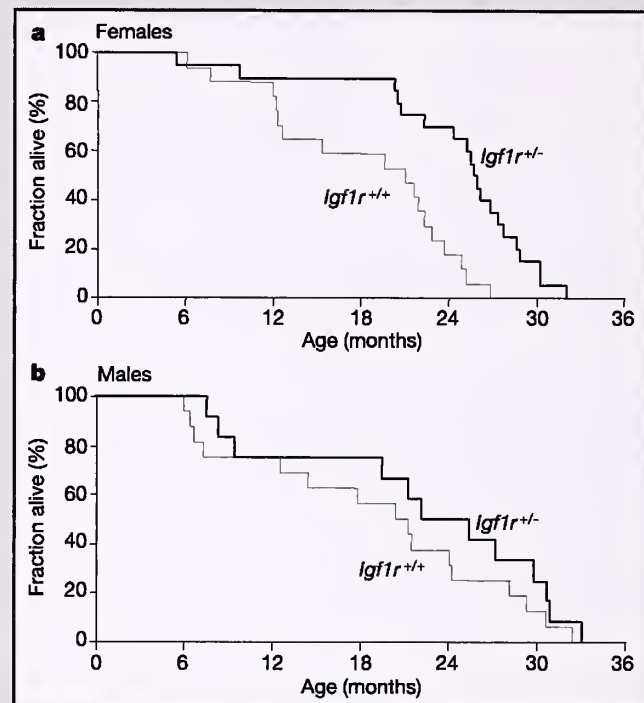 a Females
100
80
60
40
20
0
Fraction alive (%)
Igf1r+/-
Igf1r+/+
0 6 12 18 24 30 36
Age (months)
b Males
100
80
60
40
20
0
Fraction alive (%)
Igf1r+/-
Igf1r+/+
0 6 12 18 24 30 36
Age (months)